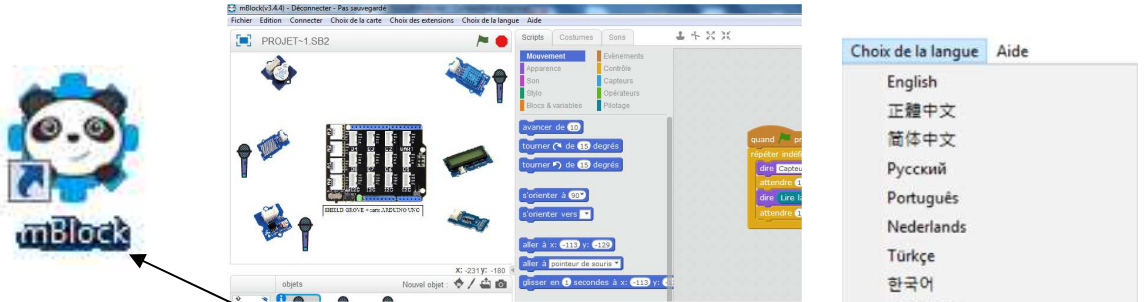 mBlock
mBlock(v3.4.4) - Déconnecter - Pas sauvegardé
Fichier Edition Connecter Choix de la carte Choix des extensions Choix de la langue Aide
PROJET~1.SB2
SHIELD GROVE + carte ARDUINO UNO
X: -231 y: -180
objets
Nouvel objet :
Scripts Costumes Sons
Mouvement Evènements
Apparence Contrôle
Son Capteurs
Stylo Opérateurs
Blocs & variables Pilotage
avancer de 10
tourner de 15 degrés
tourner de 15 degrés
s'orienter à 90
s'orienter vers
aller à x: -113 y: -129
aller à pointeur de souris
glisser en 1 secondes à x: -113 y:
quand
dire
attendre
dire Lire
attendre
Choix de la langue Aide
English
正體中文
简体中文
Русский
Português
Nederlands
Türkçe
한국어